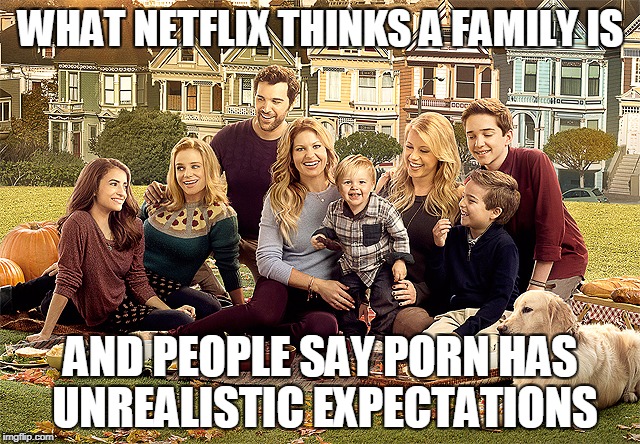 WHAT NETFLIX THINKS A FAMILY IS
AND PEOPLE SAY PORN HAS
UNREALISTIC EXPECTATIONS
imgflip.com